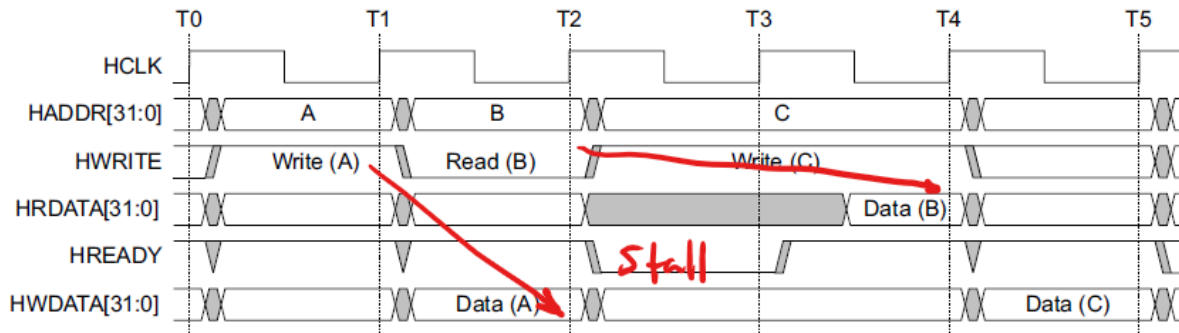 T0 T1 T2 T3 T4 T5
HCLK
HADDR[31:0] A B C
HWRITE Write (A) Read (B) Write (C)
HRDATA[31:0] Data (B)
HREADY Stall
HWDATA[31:0] Data (A) Data (C)